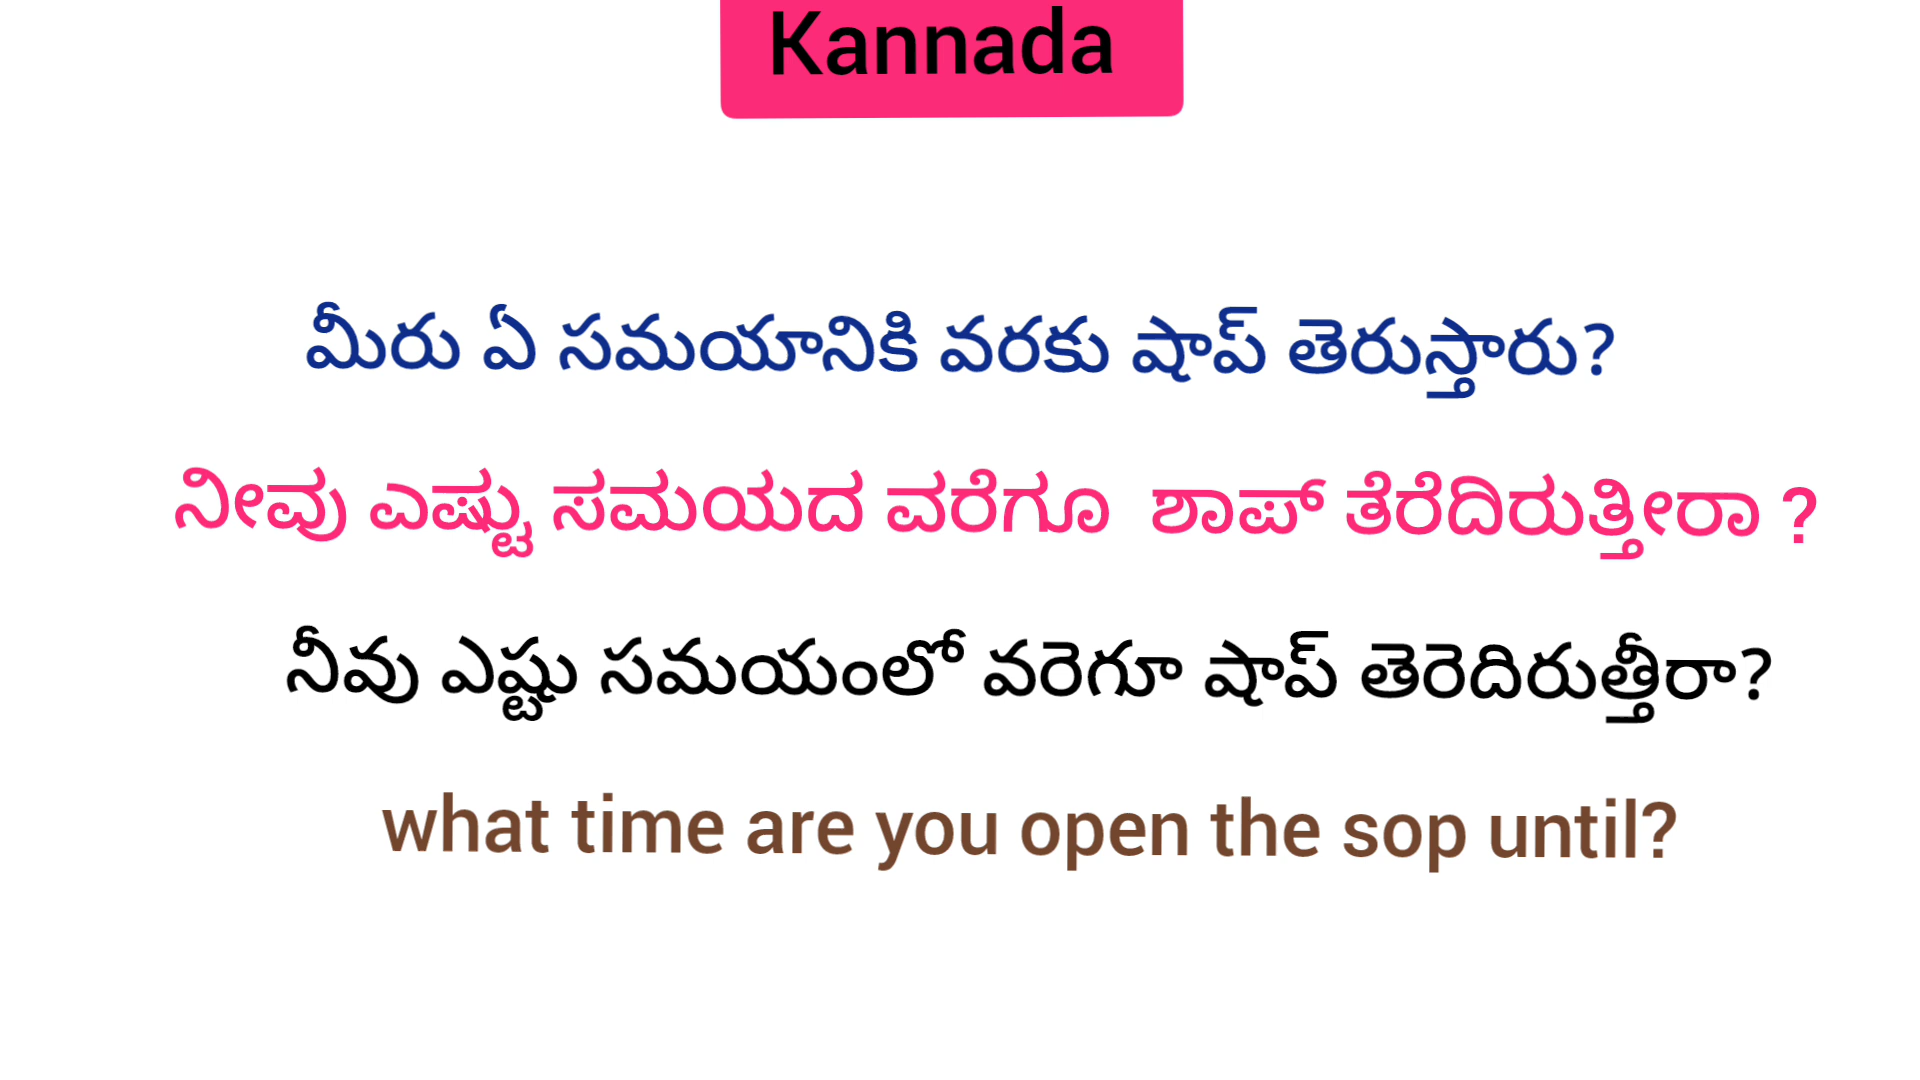 Kannada
మీరు ఏ సమయానికి వరకు షాప్ తెరుస్తారు?
ನೀವು ಎಷ್ಟು ಸಮಯದ ವರೆಗೂ ಶಾಪ್ ತೆರೆದಿರುತ್ತೀರಾ ?
నీవు ఎష్టు సమయంలో వరెగూ షాప్ తెరెదిరుత్తీరా?
what time are you open the sop until?